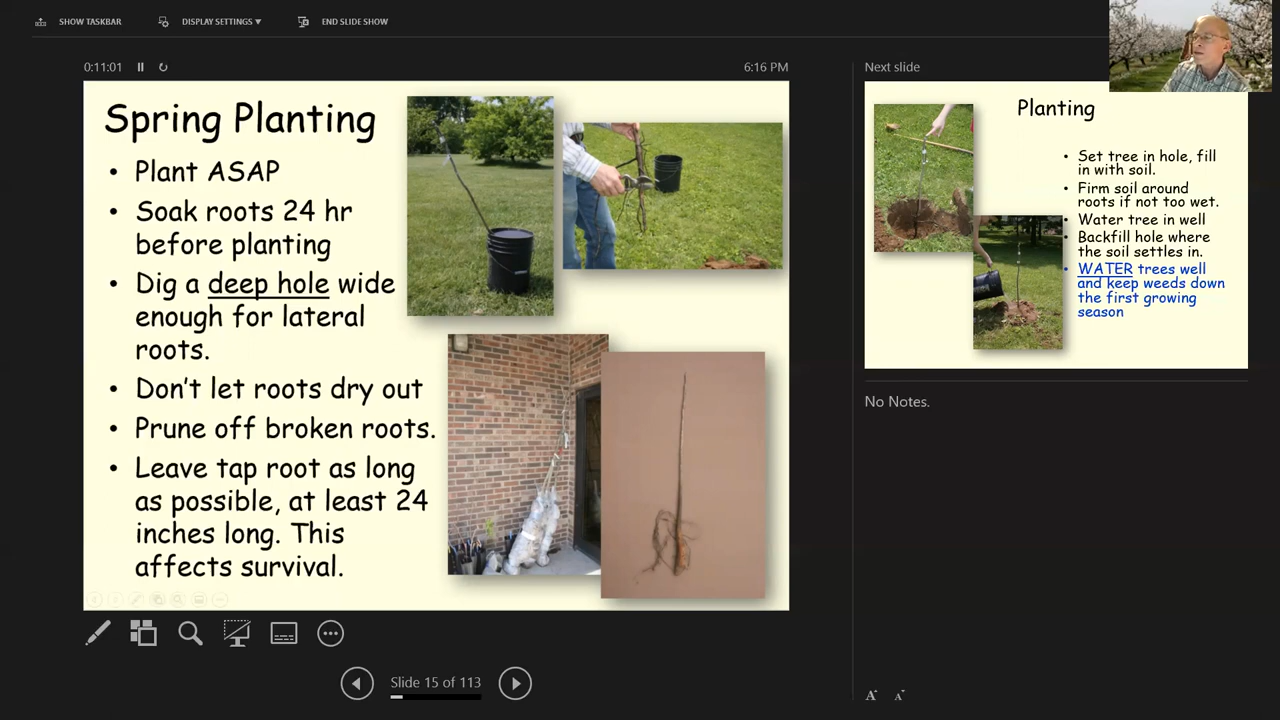 SHOW TASKBAR
DISPLAY SETTINGS ▼
END SLIDE SHOW
0:11:01
6:16 PM
Spring Planting
• Plant ASAP
• Soak roots 24 hr
before planting
• Dig a deep hole wide
enough for lateral
roots.
• Don't let roots dry out
• Prune off broken roots.
• Leave tap root as long
as possible, at least 24
inches long. This
affects survival.
Slide 15 of 113
Next slide
Planting
• Set tree in hole, fill
in with soil.
• Firm soil around
roots if not too wet.
• Water tree in well
• Backfill hole where
the soil settles in.
• WATER trees well
and keep weeds down
the first growing
season
No Notes.
A A